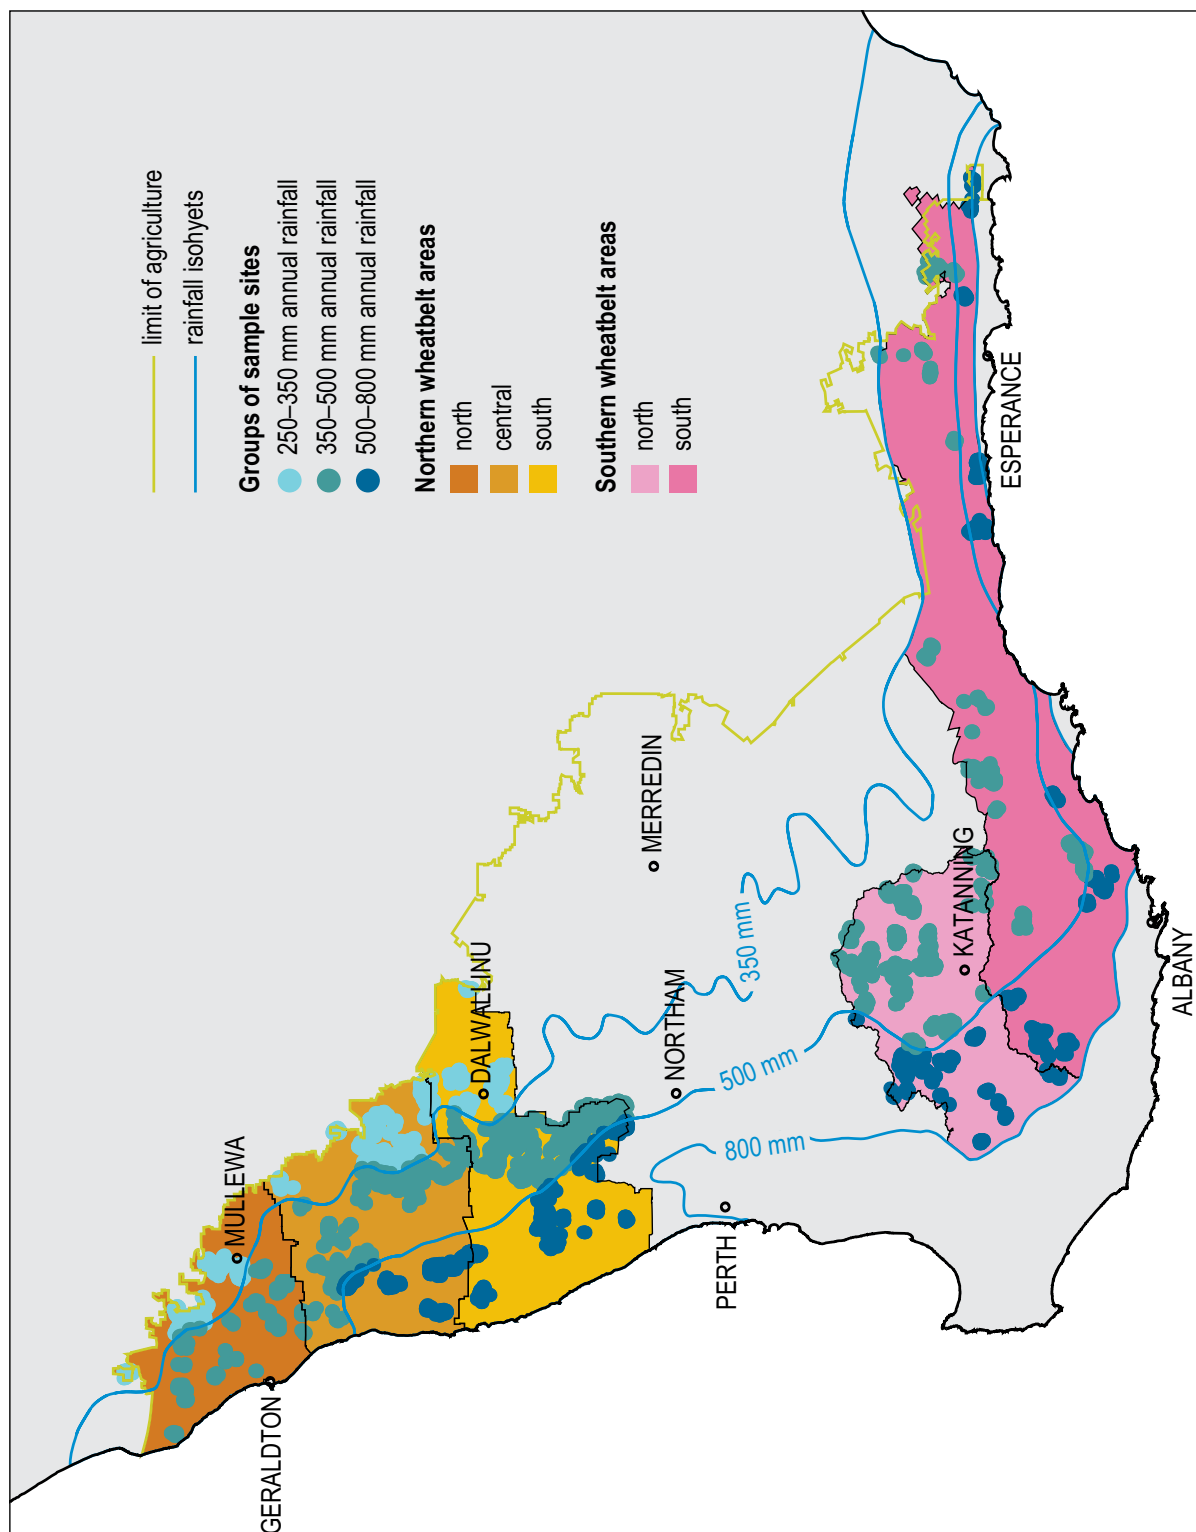 limit of agriculture
rainfall isohyets
Groups of sample sites
250–350 mm annual rainfall
350–500 mm annual rainfall
500–800 mm annual rainfall
Northern wheatbelt areas
north
central
south
Southern wheatbelt areas
north
south
GERALDTON
MULLEWA
DALWALLINU
MERREDIN
NORTHAM
PERTH
350 mm
500 mm
800 mm
KATANNING
ALBANY
ESPERANCE